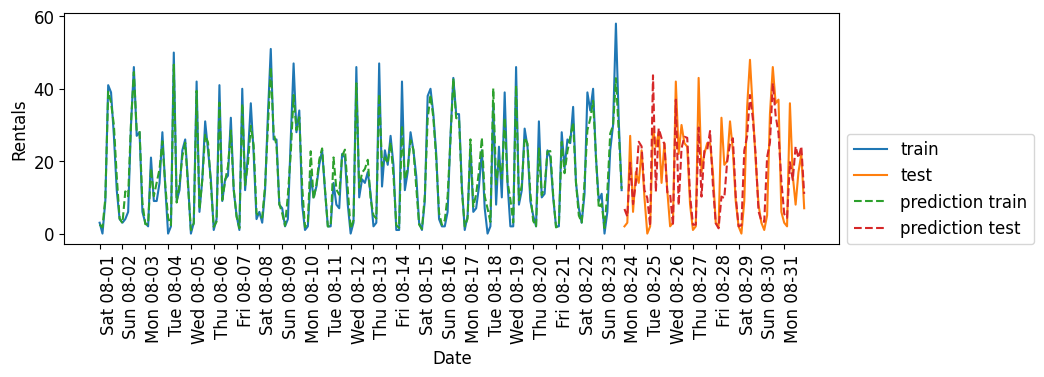 60
40
20
0
Rentals
Sat 08-01
Sun 08-02
Mon 08-03
Tue 08-04
Wed 08-05
Thu 08-06
Fri 08-07
Sat 08-08
Sun 08-09
Mon 08-10
Tue 08-11
Wed 08-12
Thu 08-13
Fri 08-14
Sat 08-15
Sun 08-16
Mon 08-17
Tue 08-18
Wed 08-19
Thu 08-20
Fri 08-21
Sat 08-22
Sun 08-23
Mon 08-24
Tue 08-25
Wed 08-26
Thu 08-27
Fri 08-28
Sat 08-29
Sun 08-30
Mon 08-31
Date
train
test
prediction train
prediction test